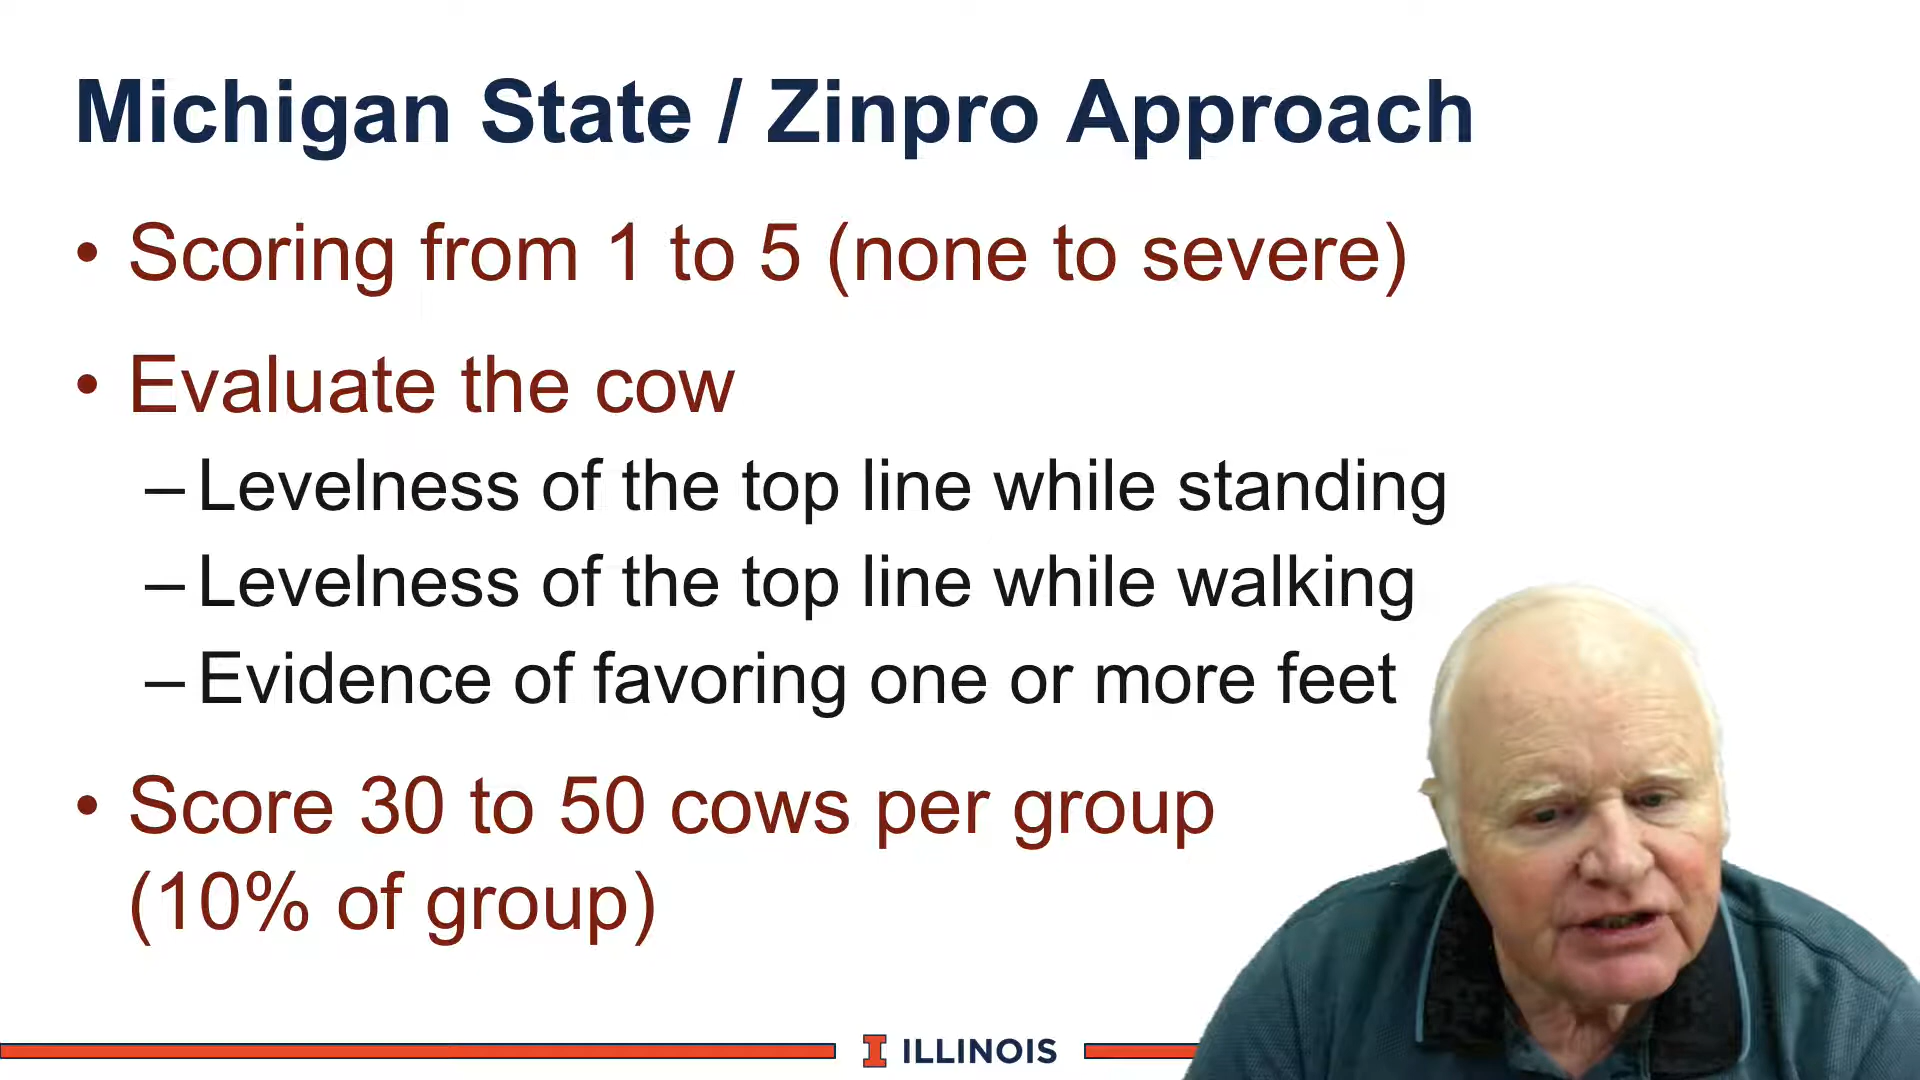 Michigan State / Zinpro Approach
• Scoring from 1 to 5 (none to severe)
• Evaluate the cow
– Levelness of the top line while standing
– Levelness of the top line while walking
– Evidence of favoring one or more feet
• Score 30 to 50 cows per group
(10% of group)
I ILLINOIS